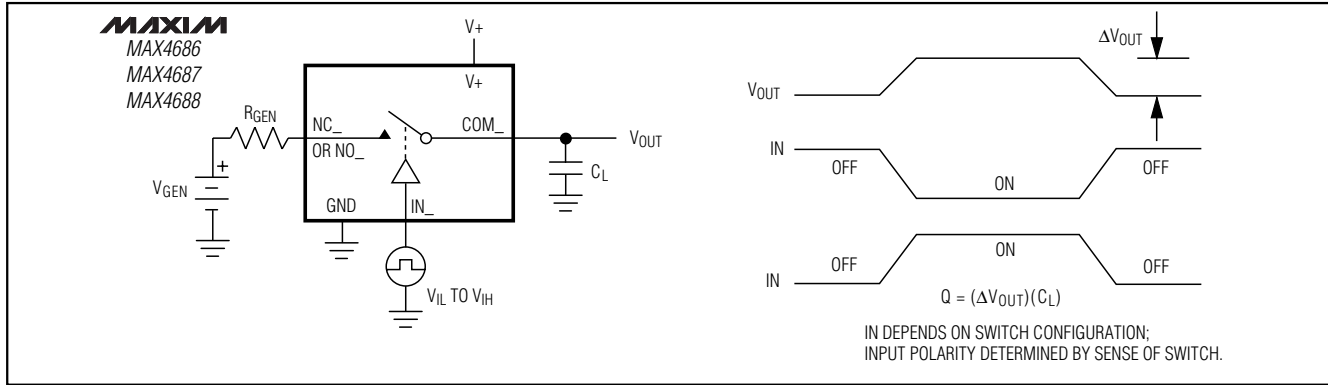 MAXIM
MAX4686
MAX4687
MAX4688
V+
V+
RGEN
NC_
OR NO_
COM_
VOUT
CL
+
VGEN
GND
IN_
VIL TO VIH
ΔVOUT
VOUT
IN
OFF
ON
OFF
IN
OFF
ON
OFF
Q = (ΔVOUT)(CL)
IN DEPENDS ON SWITCH CONFIGURATION;
INPUT POLARITY DETERMINED BY SENSE OF SWITCH.